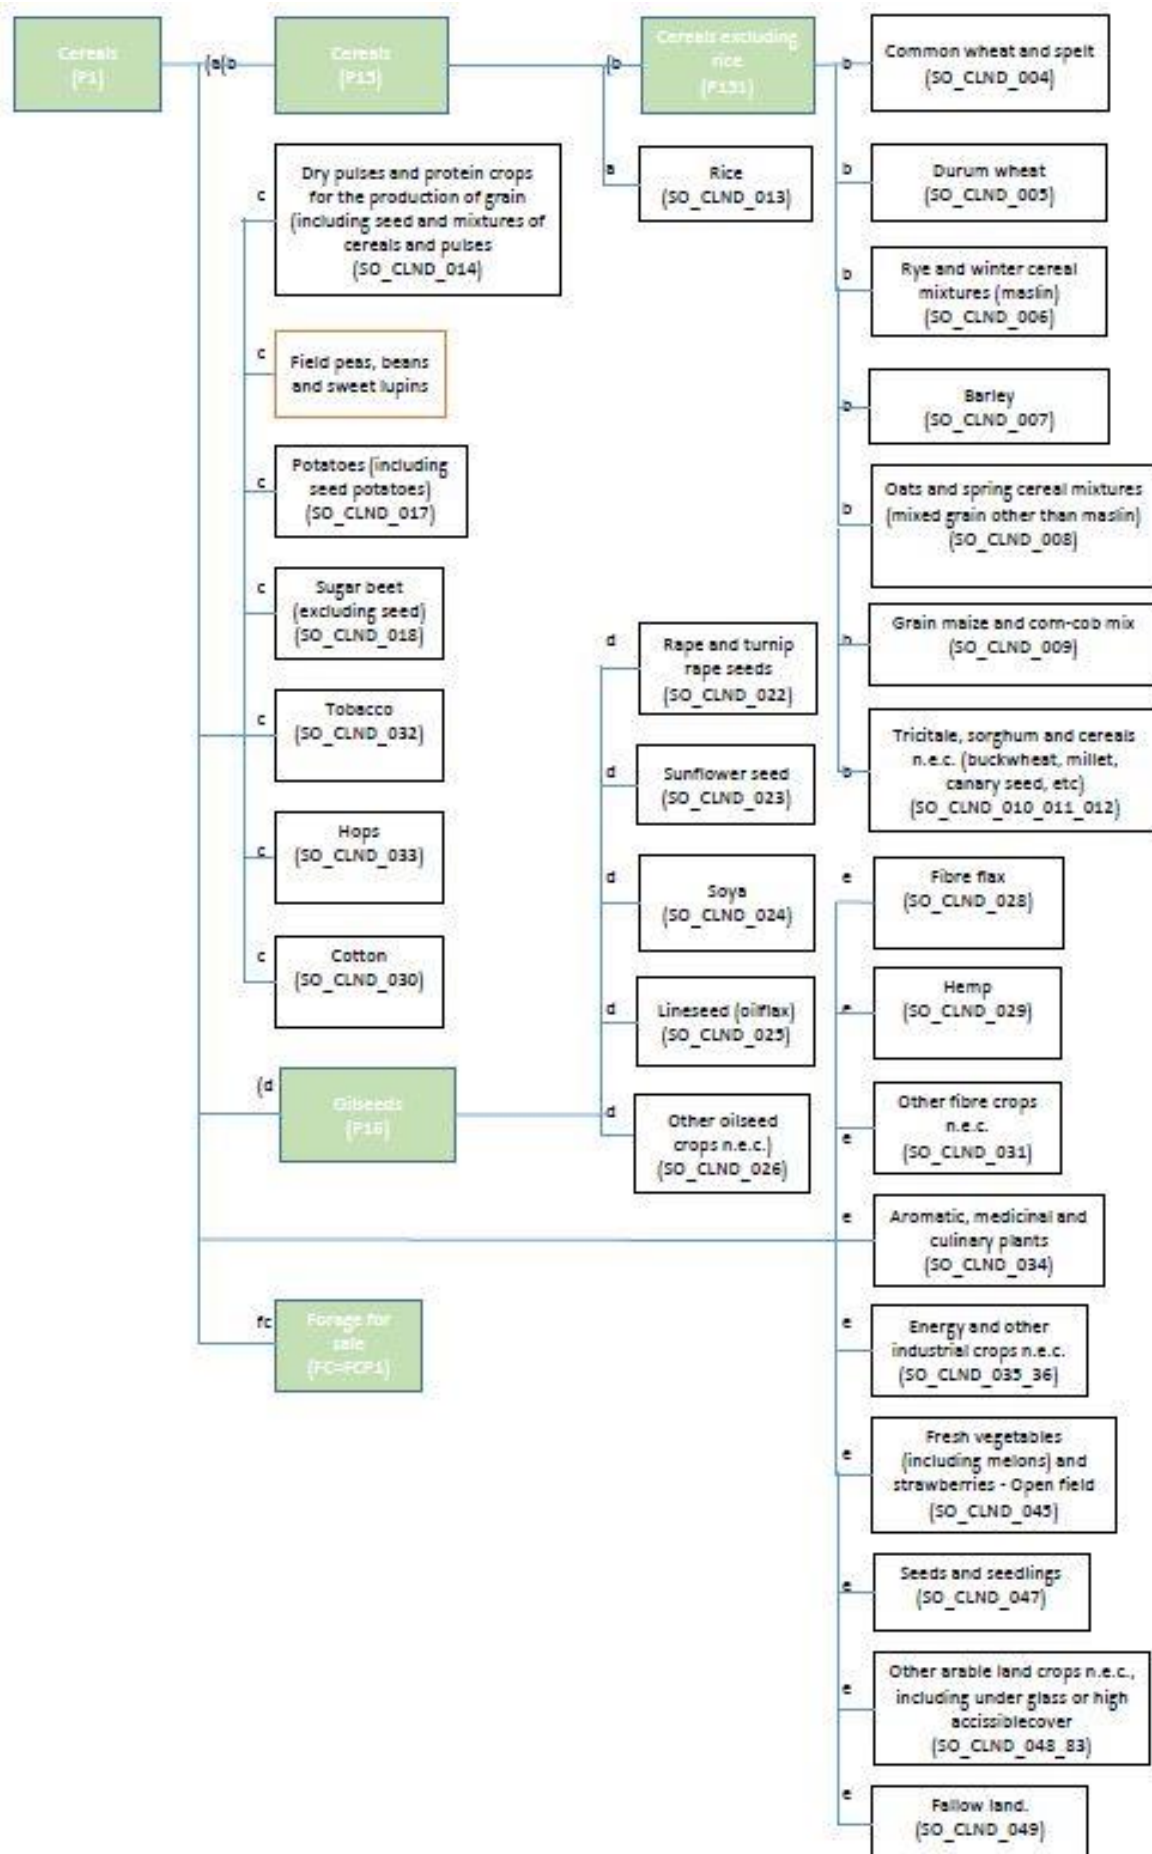 Cereals
(P1)
(a(b
Cereals
(P15)
(b
Cereals excluding
rice
(P151)
b
Common wheat and spelt
(SO_CLND_004)
a
Rice
(SO_CLND_013)
b
Durum wheat
(SO_CLND_005)
b
Rye and winter cereal
mixtures (maslin)
(SO_CLND_006)
b
Barley
(SO_CLND_007)
b
Oats and spring cereal mixtures
(mixed grain other than maslin)
(SO_CLND_008)
b
Grain maize and corn-cob mix
(SO_CLND_009)
b
Tricitale, sorghum and cereals
n.e.c. (buckwheat, millet,
canary seed, etc)
(SO_CLND_010_011_012)
c
Dry pulses and protein crops
for the production of grain
(including seed and mixtures of
cereals and pulses
(SO_CLND_014)
c
Field peas, beans
and sweet lupins
c
Potatoes (including
seed potatoes)
(SO_CLND_017)
c
Sugar beet
(excluding seed)
(SO_CLND_018)
c
Tobacco
(SO_CLND_032)
c
Hops
(SO_CLND_033)
c
Cotton
(SO_CLND_030)
(d
Oilseeds
(P16)
d
Rape and turnip
rape seeds
(SO_CLND_022)
d
Sunflower seed
(SO_CLND_023)
d
Soya
(SO_CLND_024)
d
Lineseed (oilflax)
(SO_CLND_025)
d
Other oilseed
crops n.e.c.)
(SO_CLND_026)
e
Fibre flax
(SO_CLND_028)
e
Hemp
(SO_CLND_029)
e
Other fibre crops
n.e.c.
(SO_CLND_031)
e
Aromatic, medicinal and
culinary plants
(SO_CLND_034)
e
Energy and other
industrial crops n.e.c.
(SO_CLND_035_36)
e
Fresh vegetables
(including melons) and
strawberries - Open field
(SO_CLND_045)
e
Seeds and seedlings
(SO_CLND_047)
e
Other arable land crops n.e.c.,
including under glass or high
accissiblecover
(SO_CLND_048_83)
e
Fallow land.
(SO_CLND_049)
fc
Forage for
sale
(FC=FCP1)